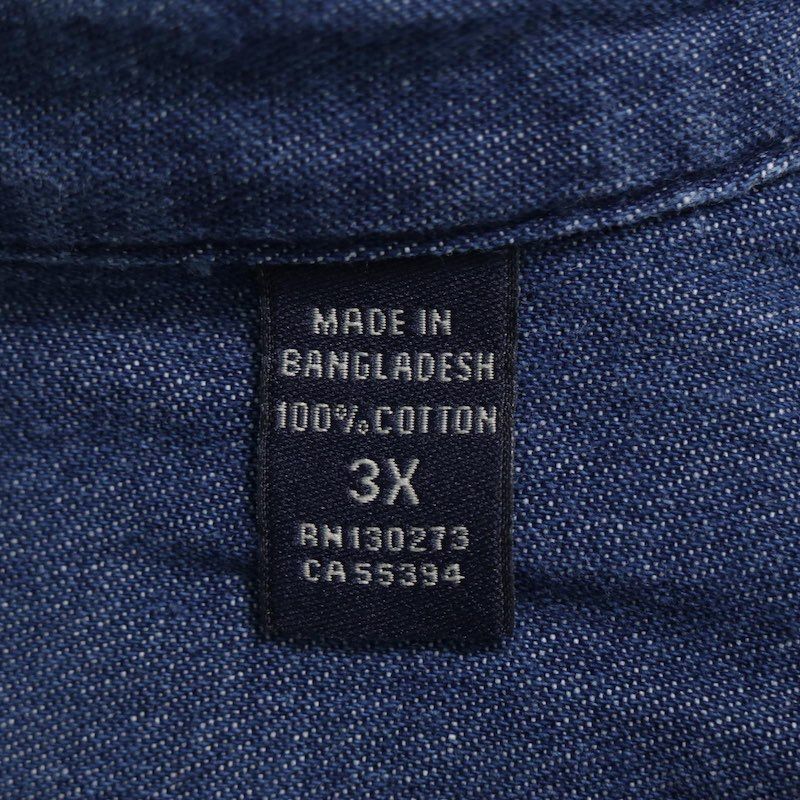 MADE IN
BANGLADESH
100% COTTON
3X
RN130273
CA55394